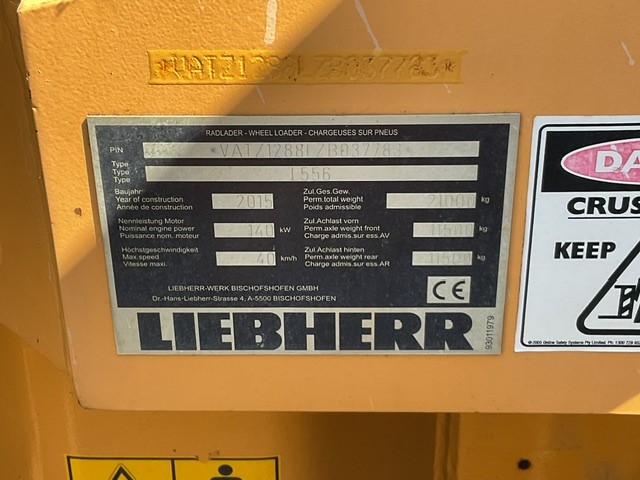 *VATZ1288LZB037783*
RADLADER - WHEEL LOADER - CHARGEUSES SUR PNEUS
PIN *VATZ1288LZB037783*
Type
Type L556
Type
Baujahr
Year of construction 2015
Année de construction
Nennleistung Motor
Nominal engine power 140 kW
Puissance nom. moteur
Höchstgeschwindigkeit
Max.speed 40 km/h
Vitesse maxi.
Zul.Ges.Gew.
Perm.total weight 21000 kg
Poids admissible
Zul.Achslast vorn
Perm.axle weight front 11500 kg
Charge admis.sur ess.AV
Zul.Achslast hinten
Perm.axle weight rear 11500 kg
Charge admis.sur ess.AR
LIEBHERR-WERK BISCHOFSHOFEN GMBH
Dr.-Hans-Liebherr-Strasse 4, A-5500 BISCHOFSHOFEN
CE
LIEBHERR
93011979
DA
CRUS
KEEP